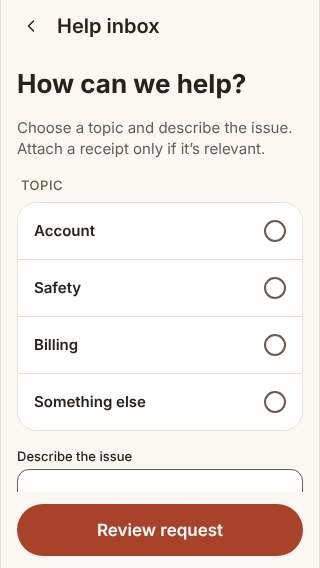 Help inbox
How can we help?
Choose a topic and describe the issue.
Attach a receipt only if it’s relevant.
TOPIC
Account
Safety
Billing
Something else
Describe the issue
Review request